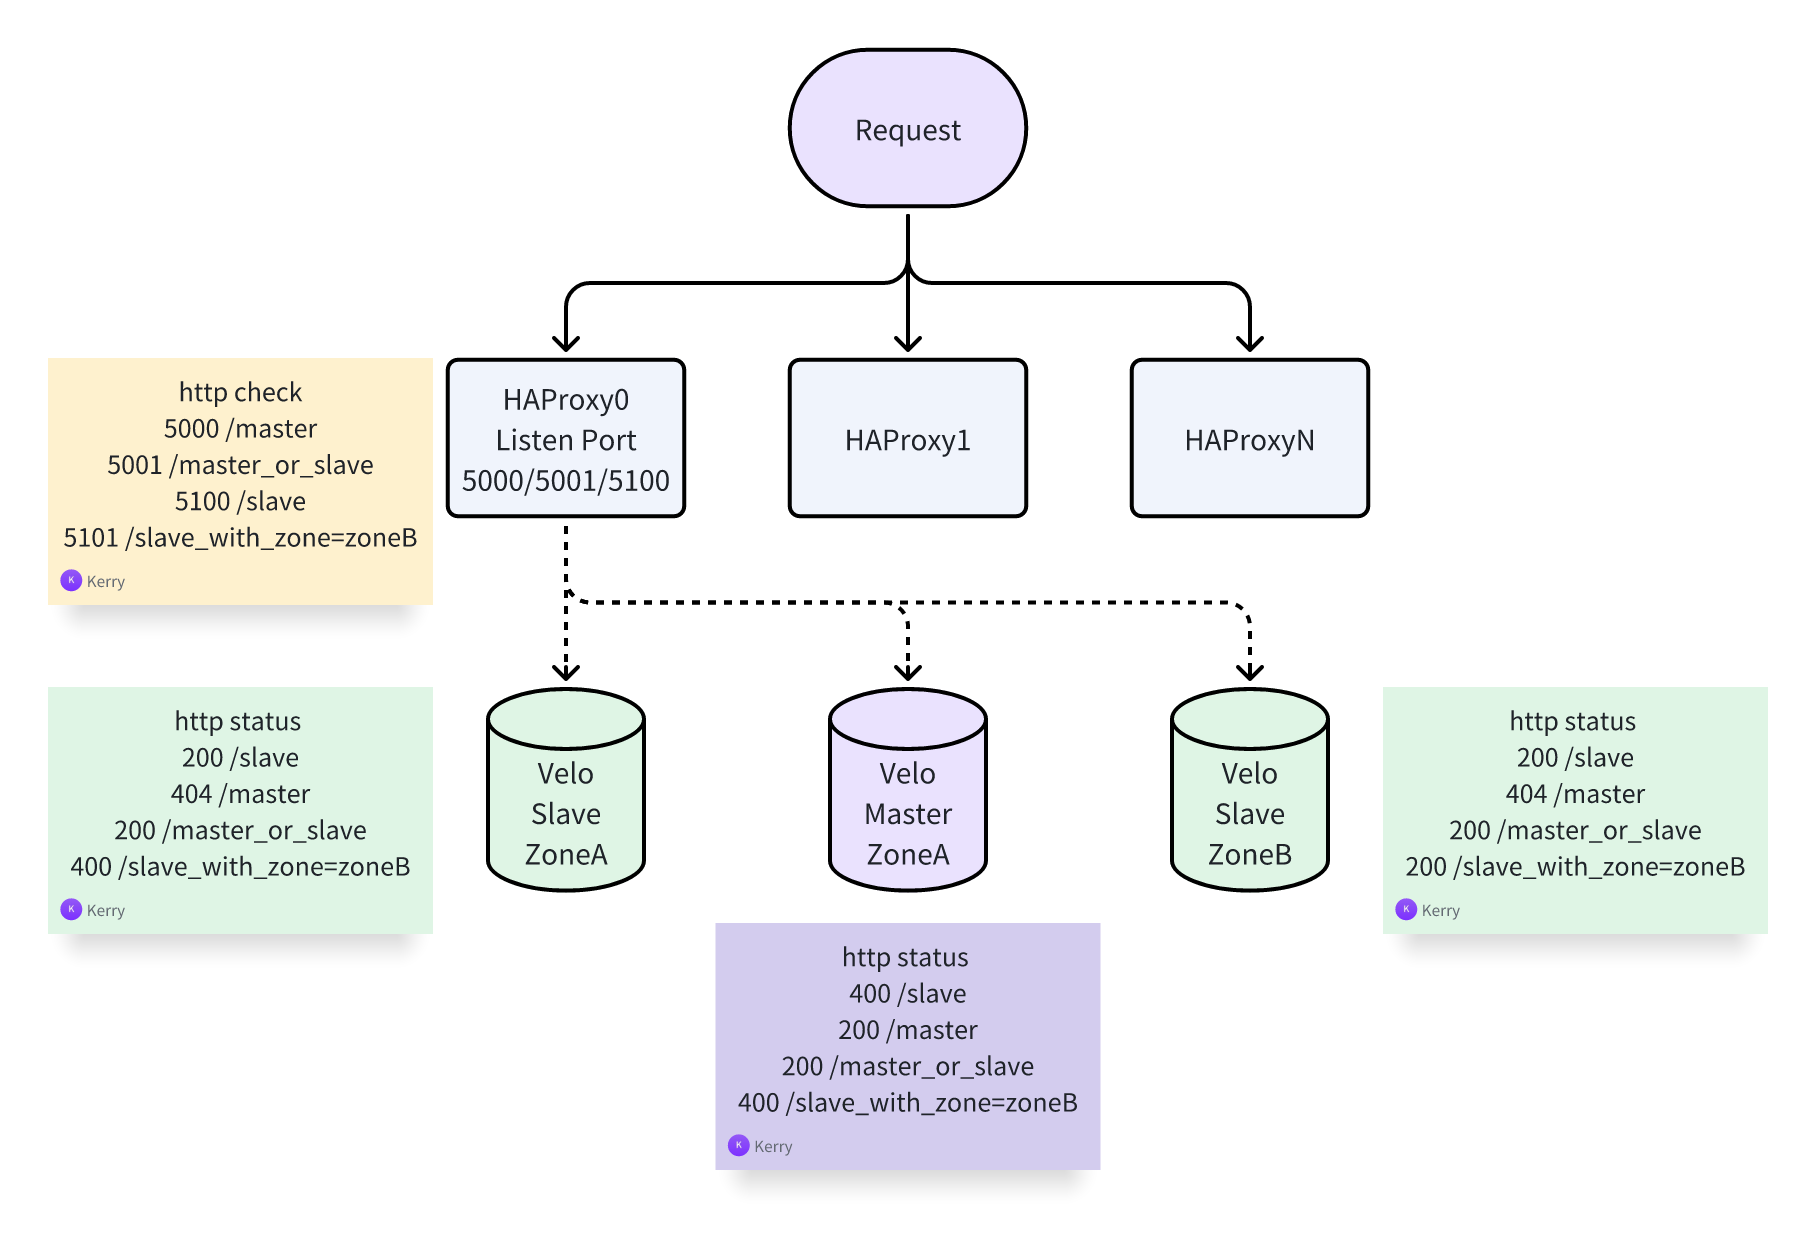 Request
http check
5000 /master
5001 /master_or_slave
5100 /slave
5101 /slave_with_zone=zoneB
K Kerry
HAProxy0
Listen Port
5000/5001/5100
HAProxy1
HAProxyN
http status
200 /slave
404 /master
200 /master_or_slave
400 /slave_with_zone=zoneB
K Kerry
Velo
Slave
ZoneA
Velo
Master
ZoneA
Velo
Slave
ZoneB
http status
200 /slave
404 /master
200 /master_or_slave
200 /slave_with_zone=zoneB
K Kerry
http status
400 /slave
200 /master
200 /master_or_slave
400 /slave_with_zone=zoneB
K Kerry